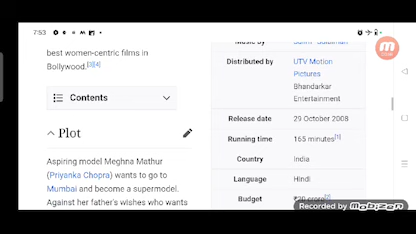 7:53
best women-centric films in
Bollywood.[3][4]
Contents
Plot
Aspiring model Meghna Mathur
(Priyanka Chopra) wants to go to
Mumbai and become a supermodel.
Against her father's wishes who wants
Music by
Distributed by UTV Motion
Pictures
Bhandarkar
Entertainment
Release date 29 October 2008
Running time 165 minutes[1]
Country India
Language Hindi
Budget
Recorded by MOBIZEN